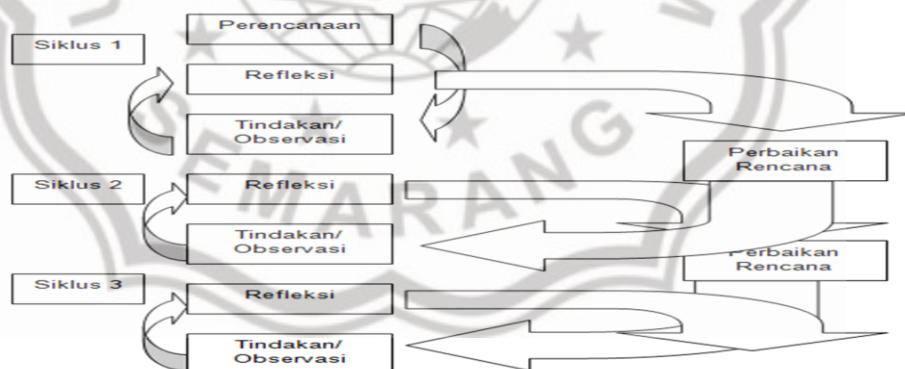 Perencanaan
Siklus 1
Refleksi
Tindakan/
Observasi
Perbaikan
Rencana
Siklus 2
Refleksi
Tindakan/
Observasi
Perbaikan
Rencana
Siklus 3
Refleksi
Tindakan/
Observasi
SEMARANG